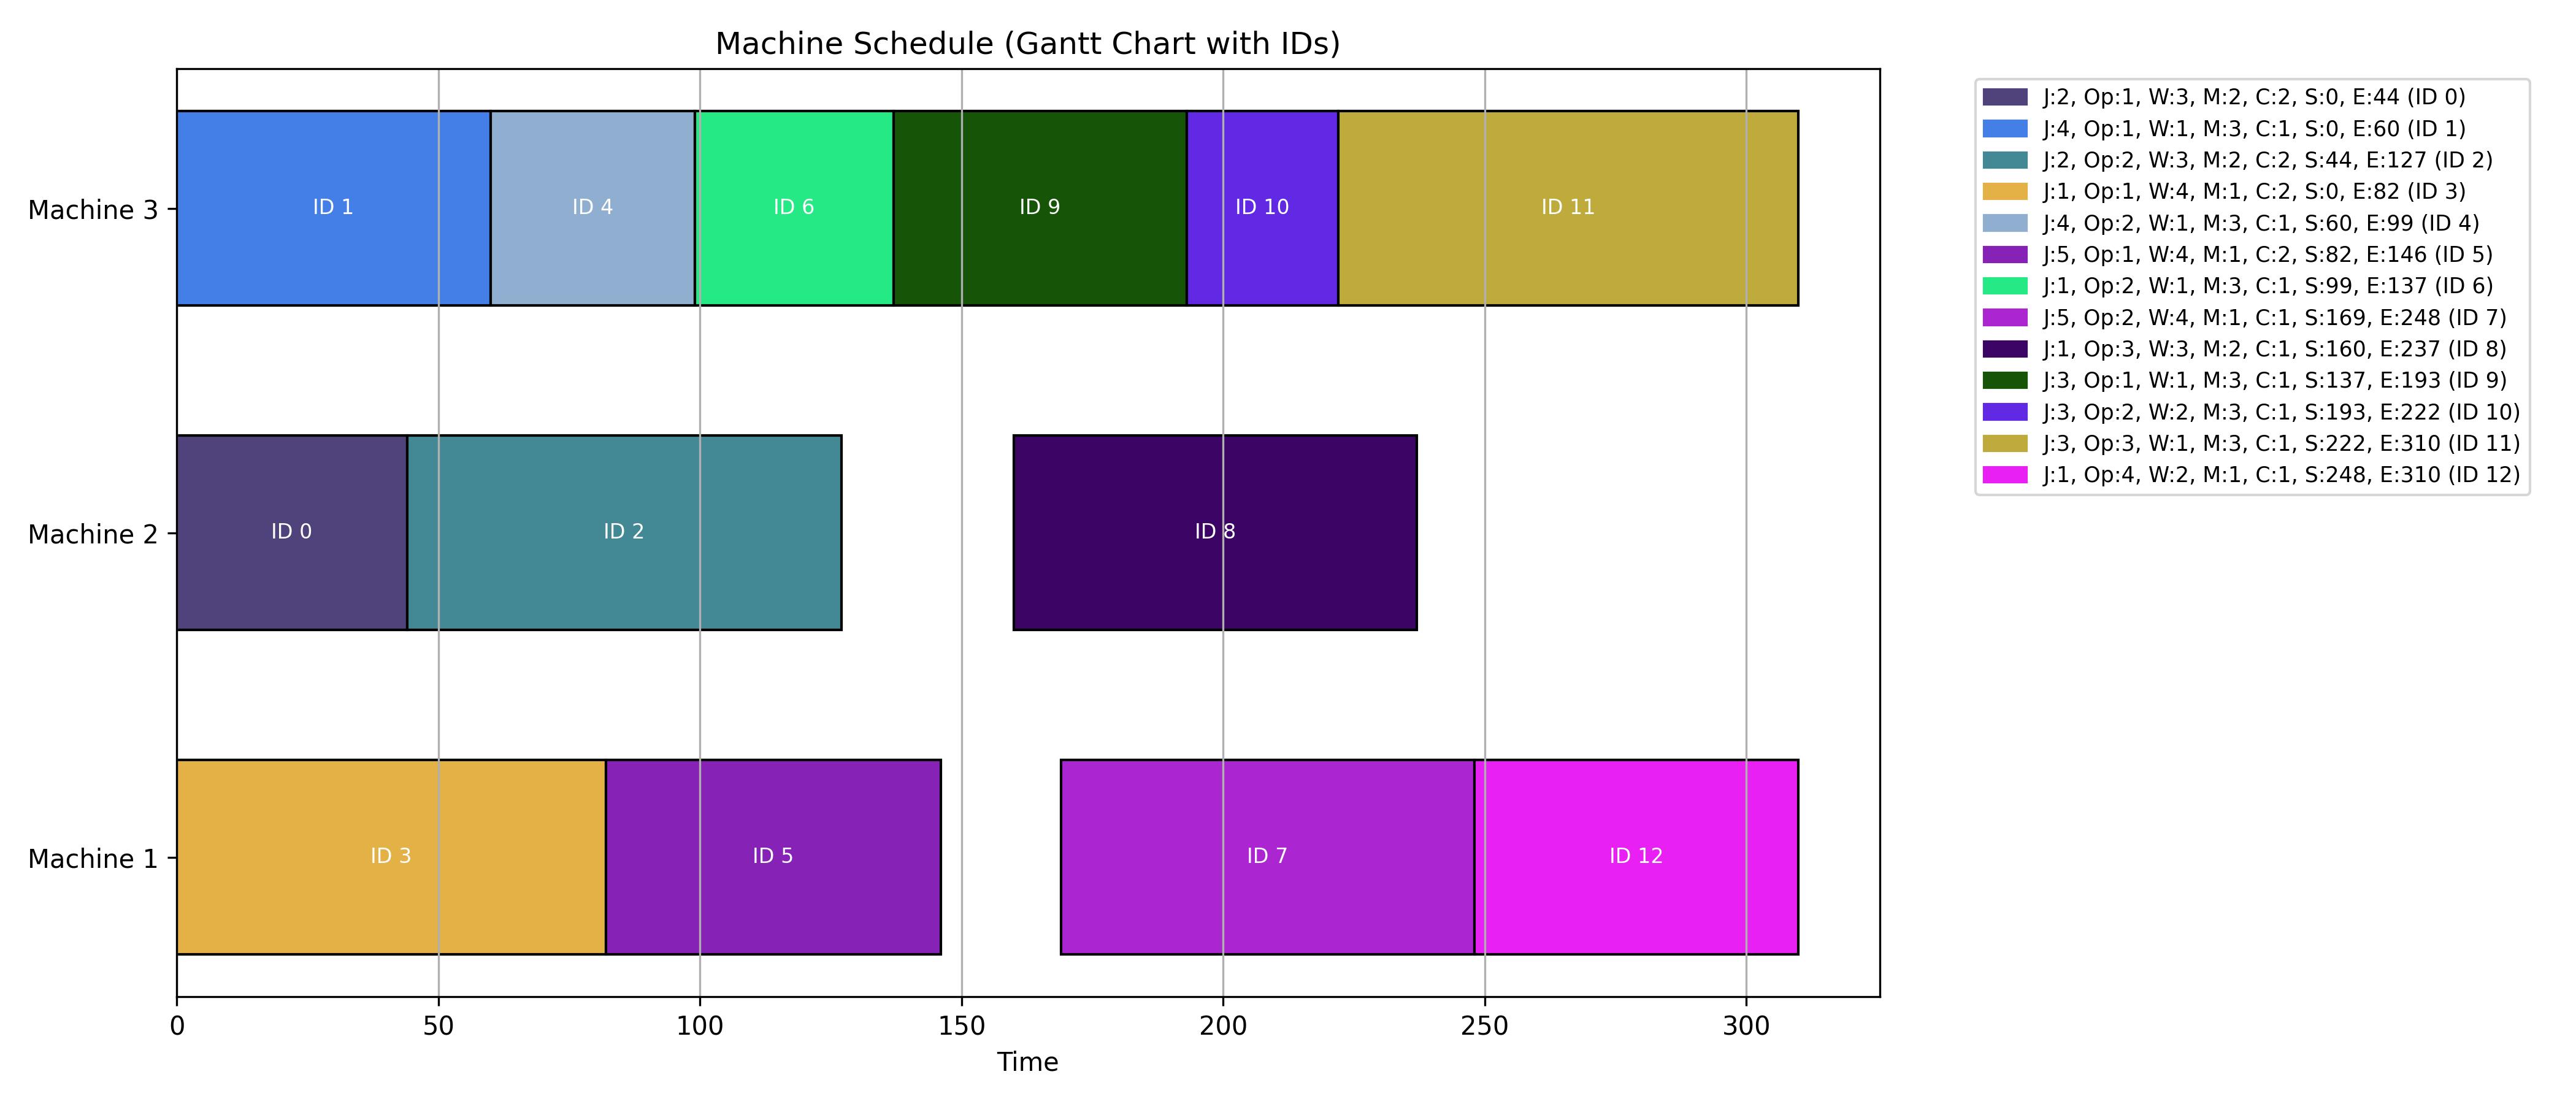 Machine Schedule (Gantt Chart with IDs)
Machine 3
ID 1
ID 4
ID 6
ID 9
ID 10
ID 11
Machine 2
ID 0
ID 2
ID 8
Machine 1
ID 3
ID 5
ID 7
ID 12
0 50 100 150 200 250 300
Time
J:2, Op:1, W:3, M:2, C:2, S:0, E:44 (ID 0)
J:4, Op:1, W:1, M:3, C:1, S:0, E:60 (ID 1)
J:2, Op:2, W:3, M:2, C:2, S:44, E:127 (ID 2)
J:1, Op:1, W:4, M:1, C:2, S:0, E:82 (ID 3)
J:4, Op:2, W:1, M:3, C:1, S:60, E:99 (ID 4)
J:5, Op:1, W:4, M:1, C:2, S:82, E:146 (ID 5)
J:1, Op:2, W:1, M:3, C:1, S:99, E:137 (ID 6)
J:5, Op:2, W:4, M:1, C:1, S:169, E:248 (ID 7)
J:1, Op:3, W:3, M:2, C:1, S:160, E:237 (ID 8)
J:3, Op:1, W:1, M:3, C:1, S:137, E:193 (ID 9)
J:3, Op:2, W:2, M:3, C:1, S:193, E:222 (ID 10)
J:3, Op:3, W:1, M:3, C:1, S:222, E:310 (ID 11)
J:1, Op:4, W:2, M:1, C:1, S:248, E:310 (ID 12)